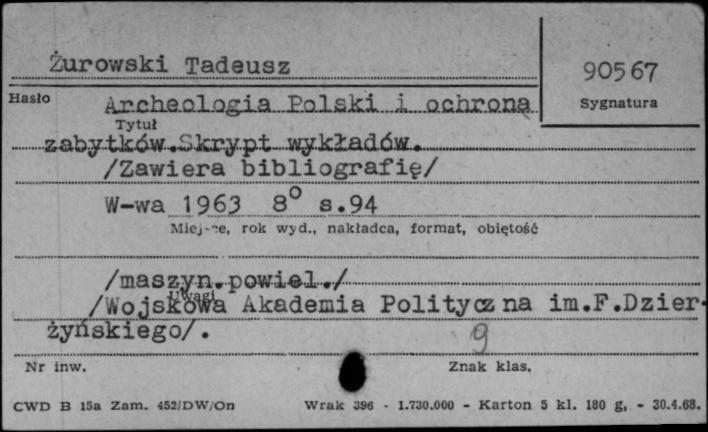 Żurowski Tadeusz
90567
Hasło
Sygnatura
Archeologia Polski i ochrona
Tytuł
zabytków.Skrypt wykładów.
/Zawiera bibliografię/
W-wa 1963 8° s.94
Miejsce, rok wyd., nakładca, format, objętość
/maszyn.powiel./
Uwagi
/Wojskowa Akademia Polityczna im.F.Dzier-
żyńskiego/.
9
Nr inw.
Znak klas.
CWD B 15a Zam. 452/DW/On Wrak 396 - 1.730.000 - Karton 5 kl. 180 g, - 30.4.68.